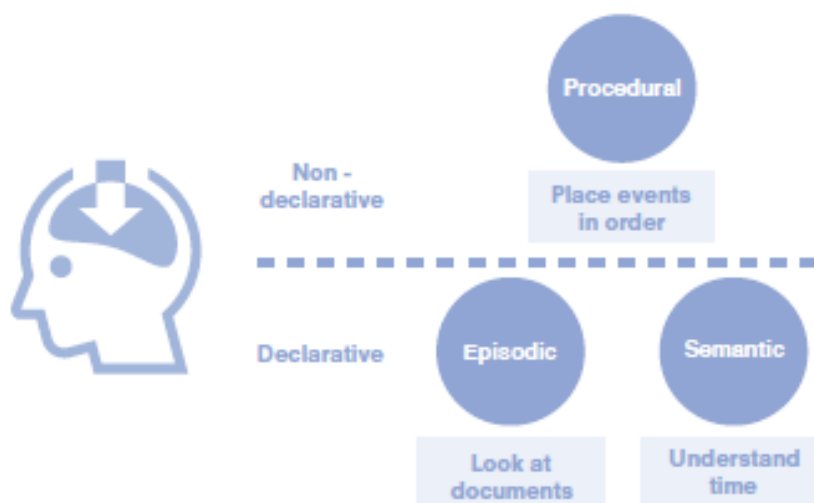 Procedural
Non -
declarative
Place events
in order
Declarative
Episodic
Semantic
Look at
documents
Understand
time